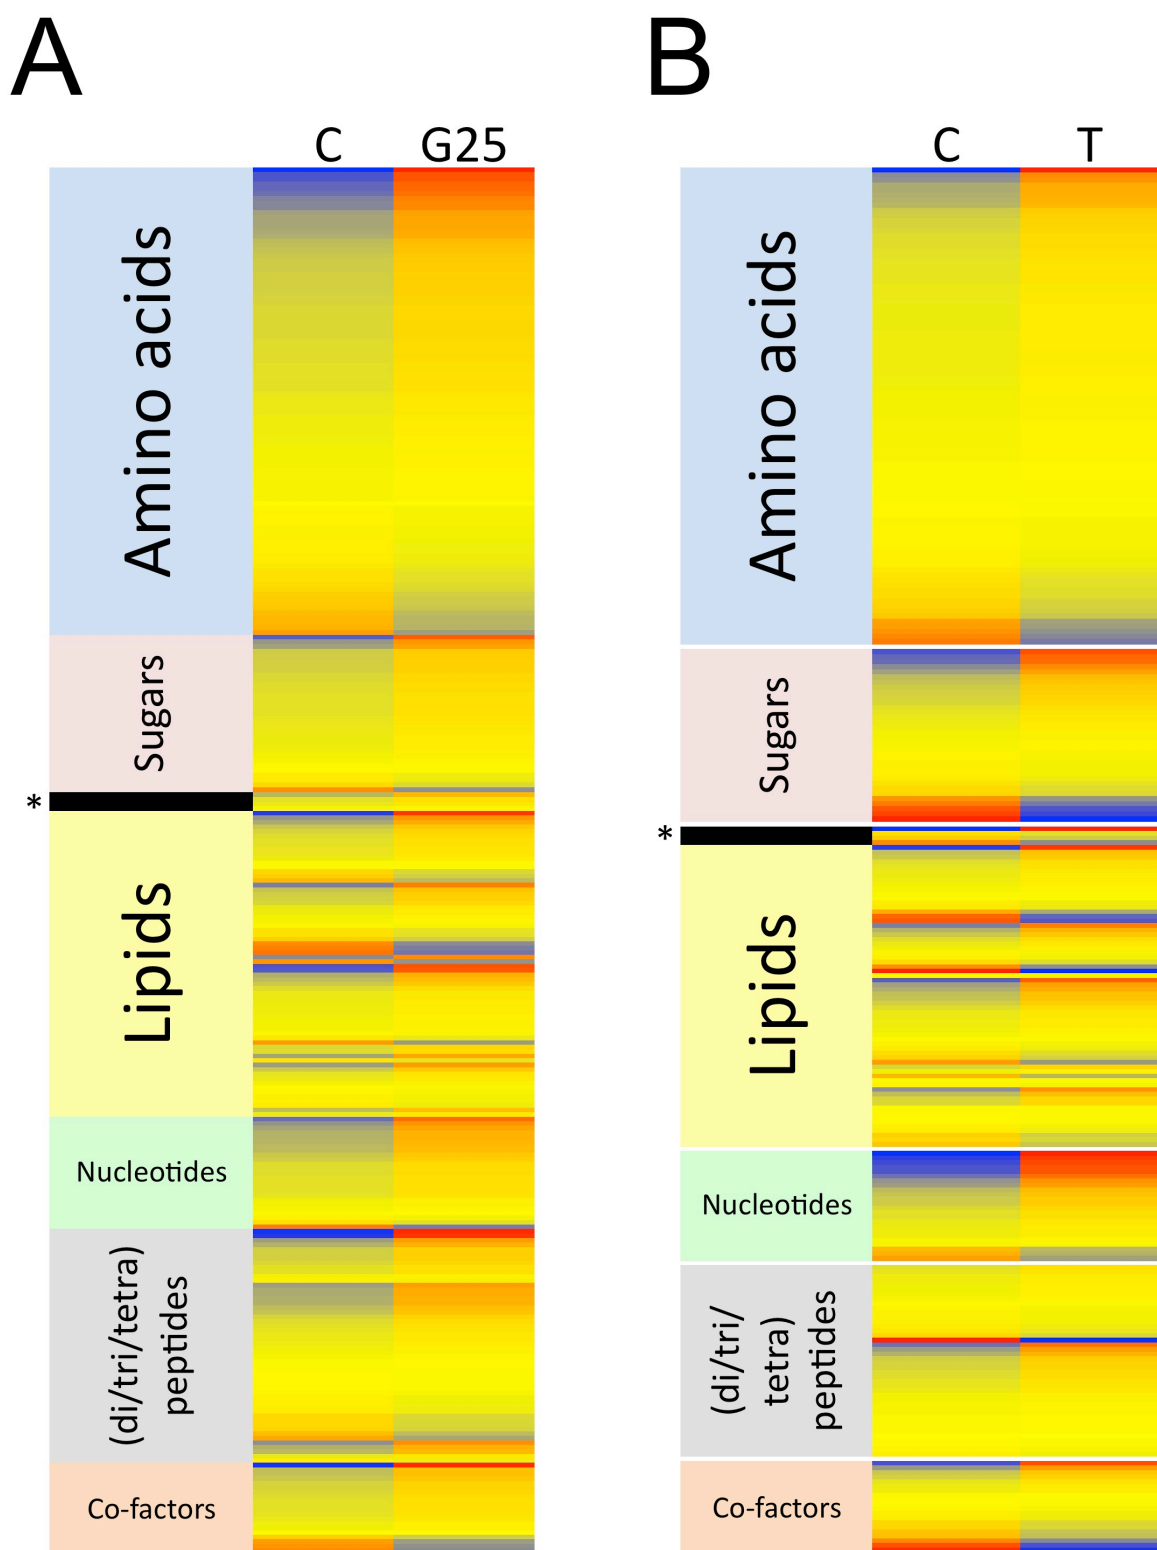 A
B
C G25
C T
Amino acids
Sugars
*
Lipids
Nucleotides
(di/tri/tetra)
peptides
Co-factors
Amino acids
Sugars
*
Lipids
Nucleotides
(di/tri/
tetra)
peptides
Co-factors